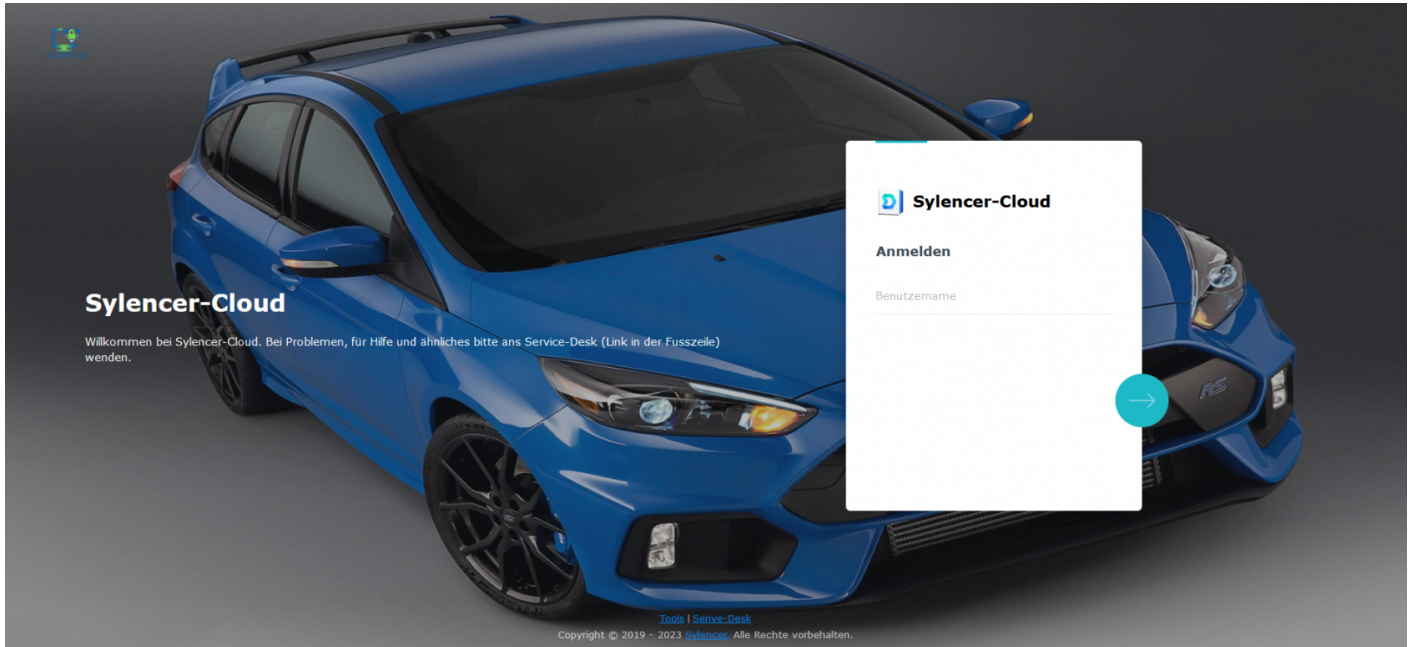 Sylencer-Cloud
Willkommen bei Sylencer-Cloud. Bei Problemen, für Hilfe und ähnliches bitte ans Service-Desk (Link in der Fusszeile)
wenden.
Sylencer-Cloud
Anmelden
Benutzername
RS
Tools | Serive-Desk
Copyright © 2019 - 2023 Sylencer. Alle Rechte vorbehalten.